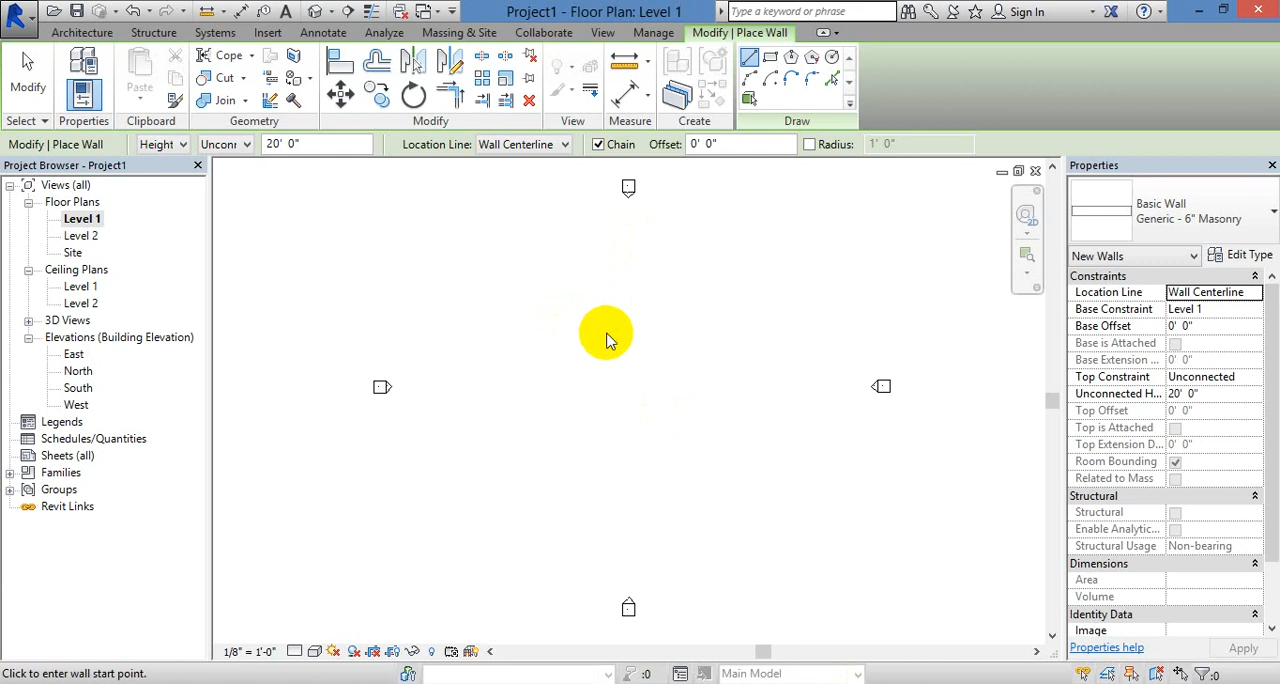 Project1 - Floor Plan: Level 1
Type a keyword or phrase
Sign In
Architecture Structure Systems Insert Annotate Analyze Massing & Site Collaborate View Manage Modify | Place Wall
Modify Paste Cope Cut Join
Select Properties Clipboard Geometry Modify View Measure Create Draw
Modify | Place Wall Height Unconr 20' 0" Location Line: Wall Centerline Chain Offset: 0' 0" Radius: 1' 0"
Project Browser - Project1
Views (all)
Floor Plans
Level 1
Level 2
Site
Ceiling Plans
Level 1
Level 2
3D Views
Elevations (Building Elevation)
East
North
South
West
Legends
Schedules/Quantities
Sheets (all)
Families
Groups
Revit Links
2D
Properties
Basic Wall
Generic - 6" Masonry
New Walls Edit Type
Constraints
Location Line Wall Centerline
Base Constraint Level 1
Base Offset 0' 0"
Base is Attached
Base Extension ... 0' 0"
Top Constraint Unconnected
Unconnected H... 20' 0"
Top Offset 0' 0"
Top is Attached
Top Extension D... 0' 0"
Room Bounding
Related to Mass
Structural
Structural
Enable Analytic...
Structural Usage Non-bearing
Dimensions
Area
Volume
Identity Data
Image
Properties help Apply
1/8" = 1'-0"
Click to enter wall start point. :0 Main Model :0